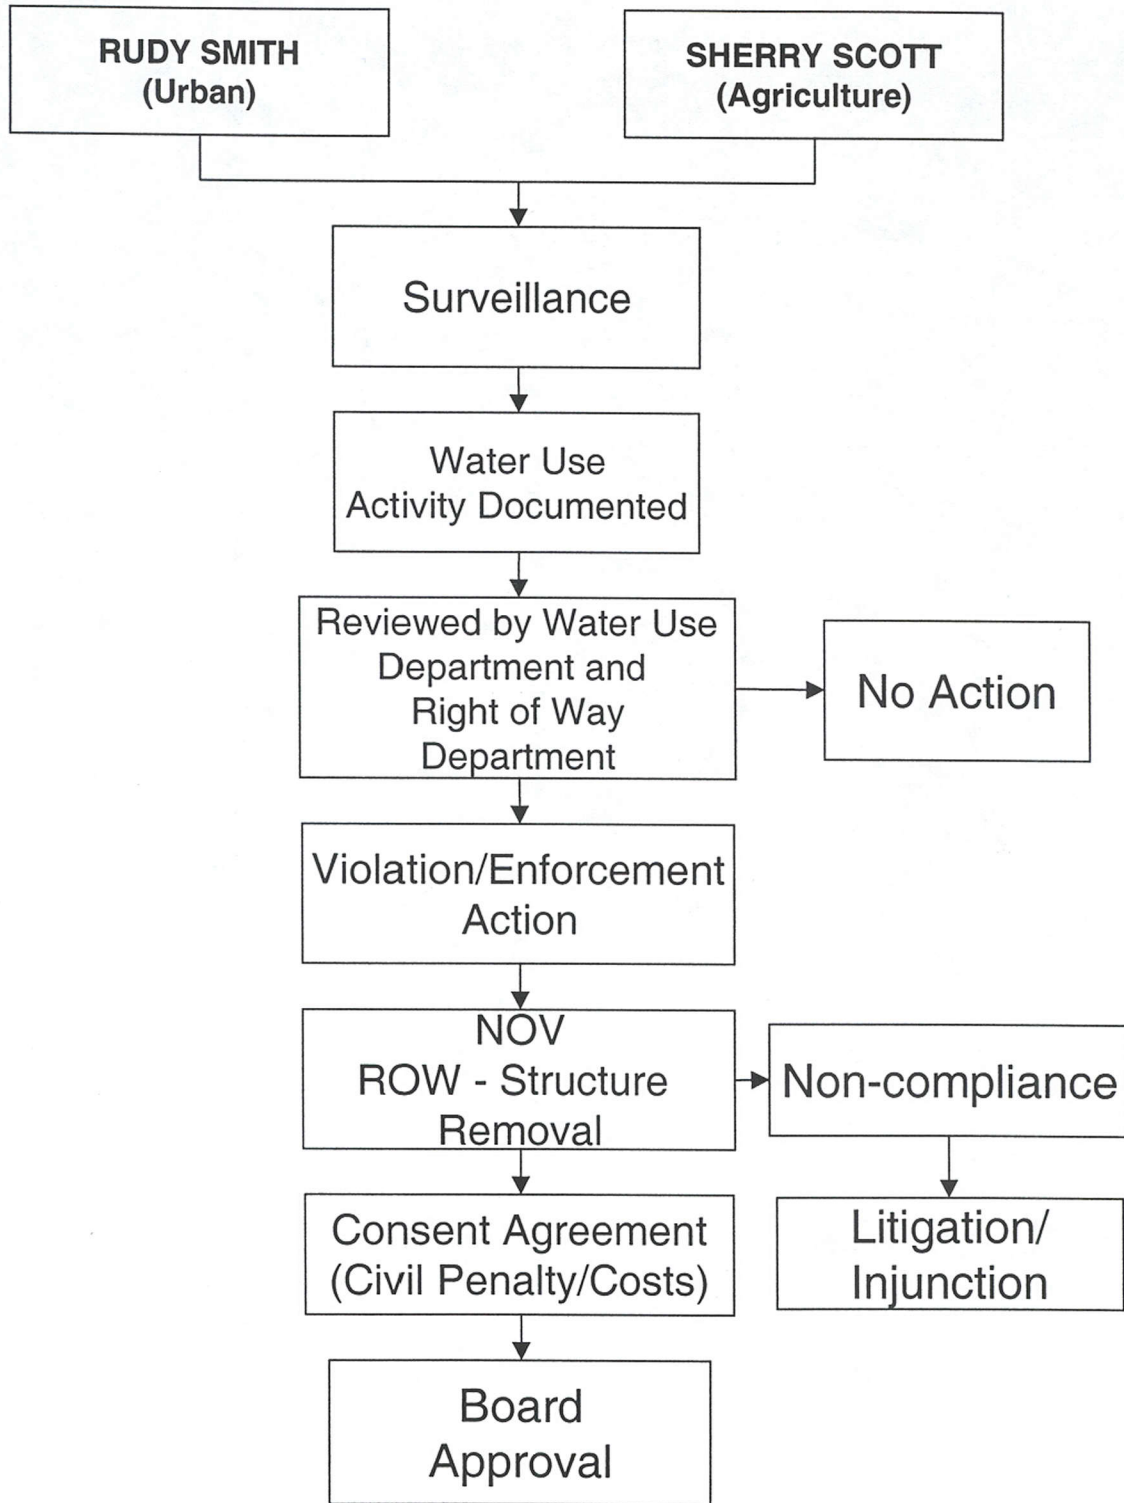 RUDY SMITH
(Urban)
SHERRY SCOTT
(Agriculture)
Surveillance
Water Use
Activity Documented
Reviewed by Water Use
Department and
Right of Way
Department
No Action
Violation/Enforcement
Action
NOV
ROW - Structure
Removal
Non-compliance
Consent Agreement
(Civil Penalty/Costs)
Litigation/
Injunction
Board
Approval